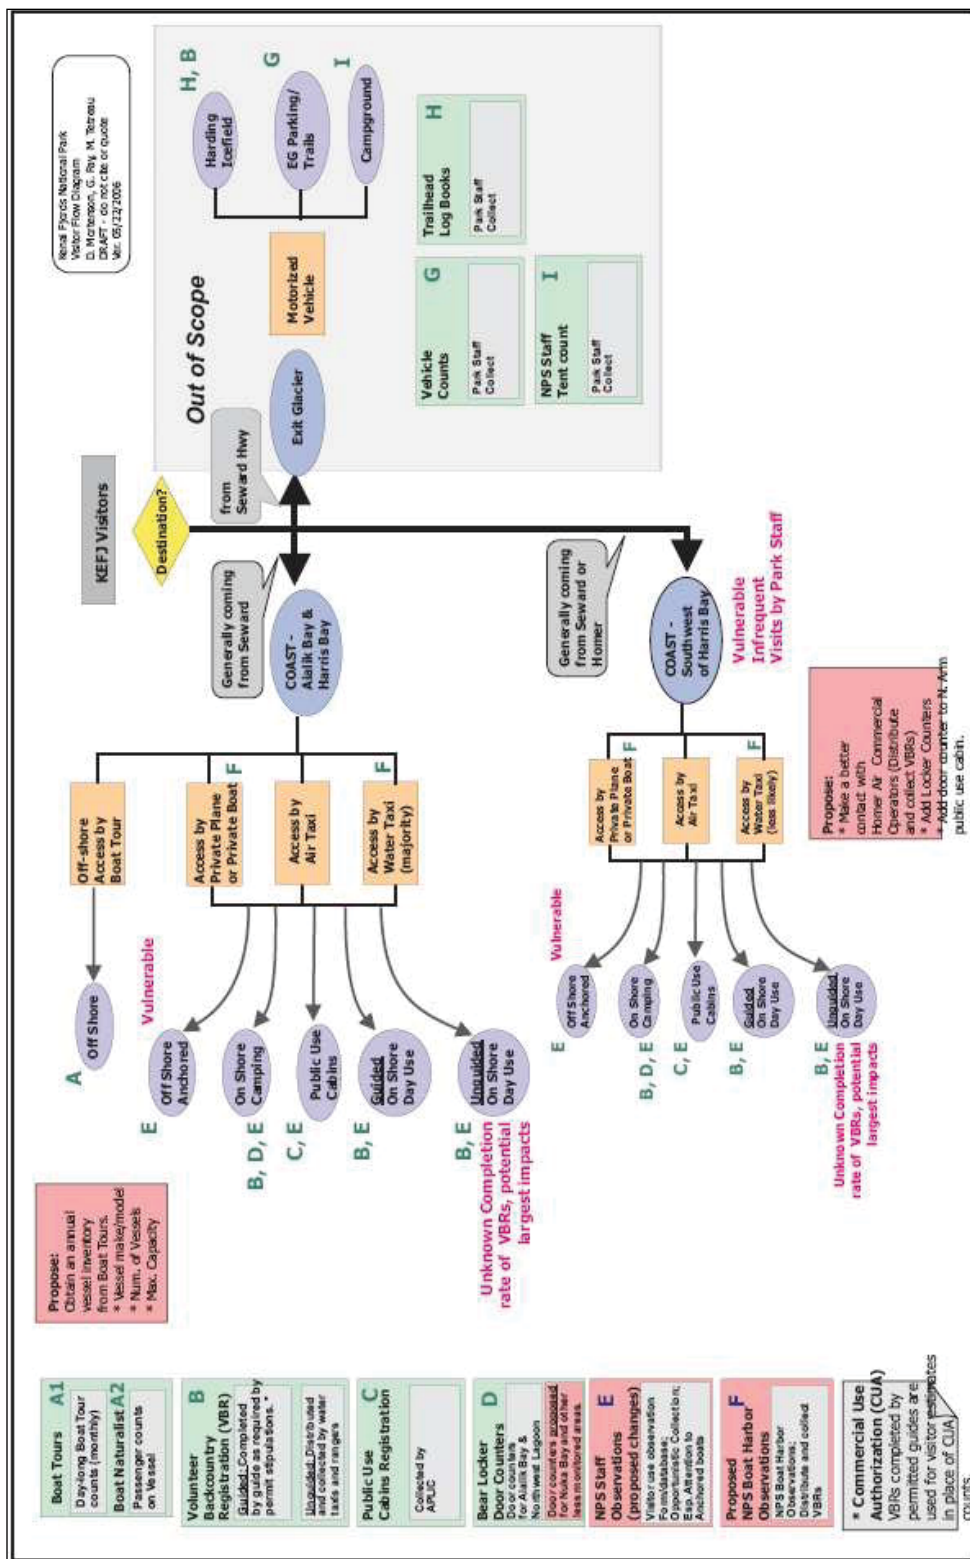 Kenai Fjords National Park
Visitor Flow Diagram
D. Mortenson, G. Ray, M. Tetreau
DRAFT - do not cite or quote
Ver. 05/22/2006
KEFJ Visitors
Destination?
from
Seward Hwy
Out of Scope
Exit Glacier
Motorized
Vehicle
Harding
Icefield
H, B
EG Parking/
Trails
G
Campground
I
Vehicle
Counts
G
Park Staff
Collect
Trailhead
Log Books
H
Park Staff
Collect
NPS Staff
Tent count
I
Park Staff
Collect
Generally coming
from Seward
COAST -
Aialik Bay &
Harris Bay
Off-shore
Access by
Boat Tour
Access by
Private Plane
or Private Boat
F
Access by
Air Taxi
Access by
Water Taxi
(majority)
F
Off Shore
A
Vulnerable
Off Shore
Anchored
E
On Shore
Camping
B, D, E
Public Use
Cabins
C, E
Guided
On Shore
Day Use
B, E
Unguided
On Shore
Day Use
B, E
Unknown Completion
rate of VBRs, potential
largest impacts
Generally coming
from Seward or
Homer
COAST -
Southwest
of Harris Bay
Vulnerable
Infrequent
Visits by Park Staff
Access by
Private Plane
or Private Boat
F
Access by
Air Taxi
Access by
Water Taxi
(less likely)
F
Vulnerable
Off Shore
Anchored
E
On Shore
Camping
B, D, E
Public Use
Cabins
C, E
Guided
On Shore
Day Use
B, E
Unguided
On Shore
Day Use
B, E
Unknown Completion
rate of VBRs, potential
largest impacts
Propose:
* Make a better
contact with
Homer Air Commercial
Operators (Distribute
and collect VBRs)
* Add Locker Counters
* Add door counter to N. Arm
public use cabin.
Propose:
Obtain an annual
vessel inventory
from Boat Tours.
* Vessel make/model
* Num. of Vessels
* Max. Capacity
Boat Tours A1
Daylong Boat Tour
counts (monthly)
Boat Naturalist A2
Passenger counts
on Vessel
Volunteer B
Backcountry
Registration (VBR)
Guided: Completed
by guide as required by
permit stipulations. *
Unguided: Distributed
and collected by water
taxis and rangers
Public Use C
Cabins Registration
Collected by
APLIC
Bear Locker D
Door Counters
Door counters
for Aialik Bay &
Northwest Lagoon
Door counters proposed
for Nuka Bay and other
less monitored areas.
NPS Staff E
Observations
(proposed changes)
Visitor use observation
Form/database;
Opportunistic Collection;
Esp. Attention to
Anchored boats
Proposed F
NPS Boat Harbor
Observations
NPS Boat Harbor
Observations;
Distribute and collect
VBRs
* Commercial Use
Authorization (CUA)
VBRs completed by
permitted guides are
used for visitor estimates
in place of CUA
counts.